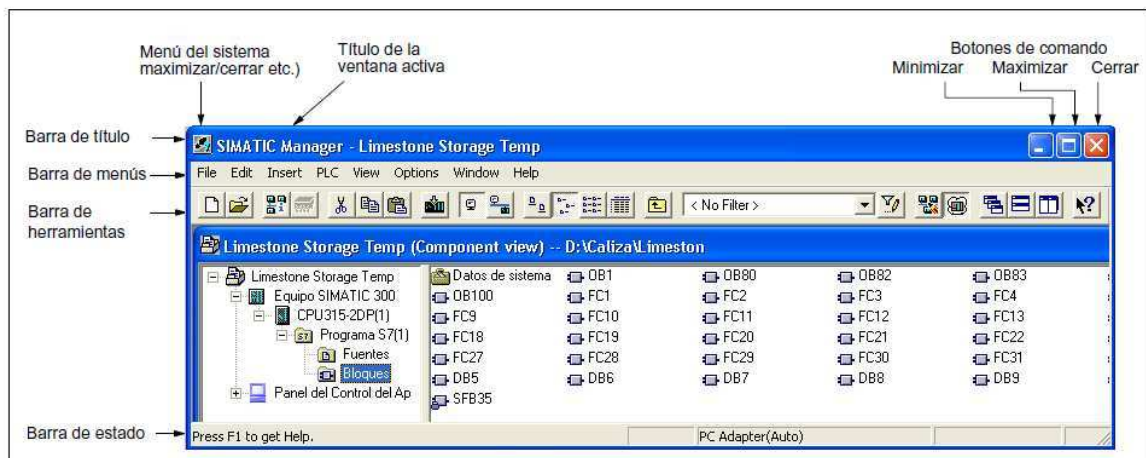 Menú del sistema
maximizar/cerrar etc.)
Título de la
ventana activa
Botones de comando
Minimizar Maximizar Cerrar
Barra de título
SIMATIC Manager - Limestone Storage Temp
Barra de menús
File Edit Insert PLC View Options Window Help
Barra de
herramientas
< No Filter >
Limestone Storage Temp (Component view) -- D:\Caliza\Limeston
Limestone Storage Temp
Equipo SIMATIC 300
CPU315-2DP(1)
Programa S7(1)
Fuentes
Bloques
Panel del Control del Ap
Datos de sistema OB1 OB80 OB82 OB83
OB100 FC1 FC2 FC3 FC4
FC9 FC10 FC11 FC12 FC13
FC18 FC19 FC20 FC21 FC22
FC27 FC28 FC29 FC30 FC31
DB5 DB6 DB7 DB8 DB9
SFB35
Barra de estado
Press F1 to get Help.
PC Adapter(Auto)